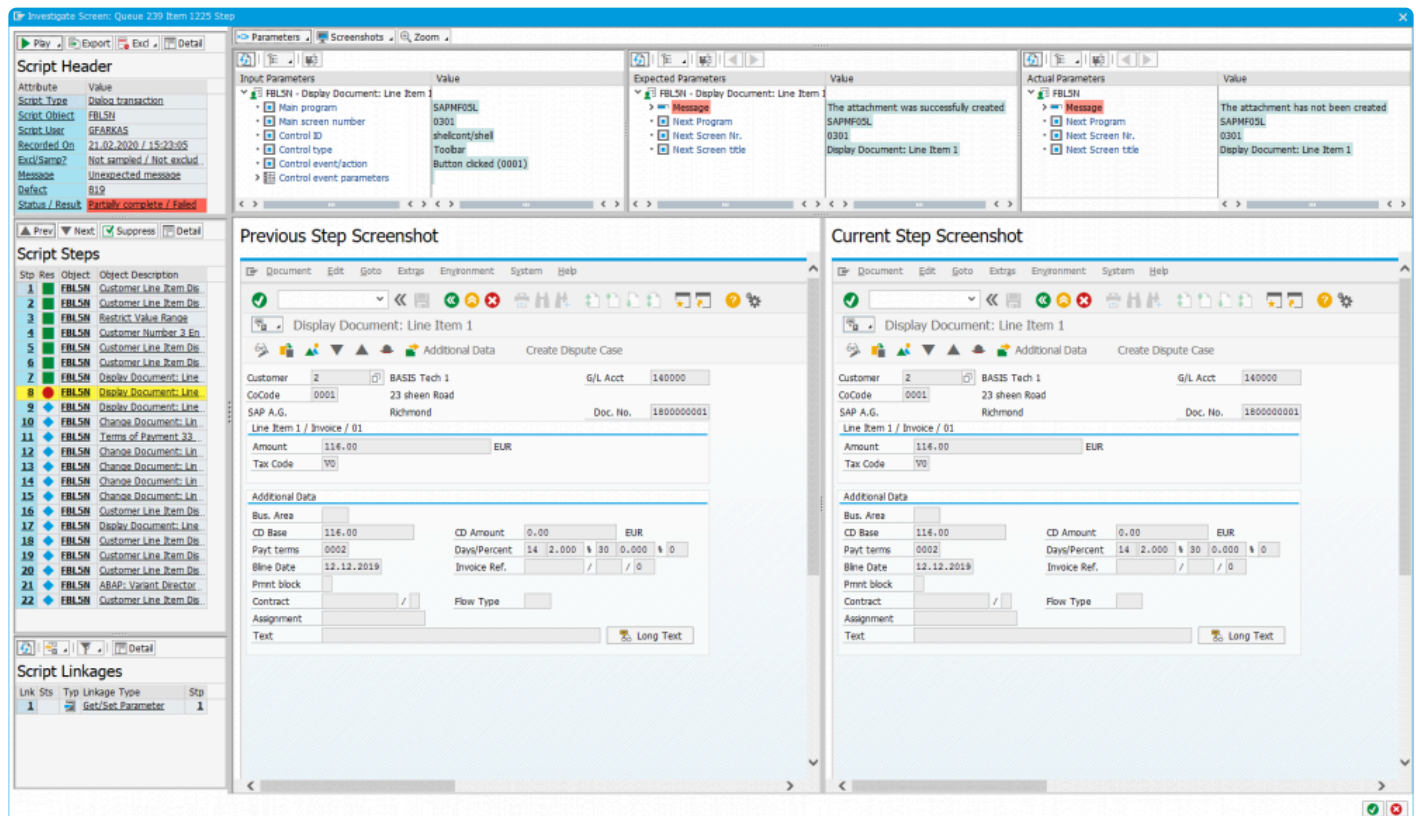 Investigate Screen: Queue 239 Item 1225 Step
Play Export Excl Detail
Script Header
Attribute Value
Script Type Dialog transaction
Script Object FBL5N
Script User GFARKAS
Recorded On 21.02.2020 / 15:23:05
Excl/Samp? Not sampled / Not exclud
Message Unexpected message
Defect 819
Status / Result Partially complete / Failed
Parameters Screenshots Zoom
Input Parameters Value
FBL5N - Display Document: Line Item 1
Main program SAPMF05L
Main screen number 0301
Control ID shellcont/shell
Control type Toolbar
Control event/action Button clicked (0001)
Control event parameters
Expected Parameters Value
FBL5N - Display Document: Line Item 1
Message The attachment was successfully created
Next Program SAPMF05L
Next Screen Nr. 0301
Next Screen title Display Document: Line Item 1
Actual Parameters Value
FBL5N
Message The attachment has not been created
Next Program SAPMF05L
Next Screen Nr. 0301
Next Screen title Display Document: Line Item 1
Prev Next Suppress Detail
Script Steps
Stp Res Object Object Description
1 FBL5N Customer Line Item Dis
2 FBL5N Customer Line Item Dis
3 FBL5N Restrict Value Range
4 FBL5N Customer Number 3 En
5 FBL5N Customer Line Item Dis
6 FBL5N Customer Line Item Dis
7 FBL5N Display Document: Line
8 FBL5N Display Document: Line
9 FBL5N Display Document: Line
10 FBL5N Change Document: Lin
11 FBL5N Terms of Payment 33
12 FBL5N Change Document: Lin
13 FBL5N Change Document: Lin
14 FBL5N Change Document: Lin
15 FBL5N Change Document: Lin
16 FBL5N Customer Line Item Dis
17 FBL5N Display Document: Line
18 FBL5N Customer Line Item Dis
19 FBL5N Customer Line Item Dis
20 FBL5N Customer Line Item Dis
21 FBL5N ABAP: Variant Director
22 FBL5N Customer Line Item Dis
Detail
Script Linkages
Lnk Sts Typ Linkage Type Stp
1 Get/Set Parameter 1
Previous Step Screenshot
Document Edit Goto Extras Environment System Help
Display Document: Line Item 1
Additional Data Create Dispute Case
Customer 2 BASIS Tech 1 G/L Acct 140000
CoCode 0001 23 sheen Road
SAP A.G. Richmond Doc. No. 1800000001
Line Item 1 / Invoice / 01
Amount 116.00 EUR
Tax Code V0
Additional Data
Bus. Area
CD Base 116.00 CD Amount 0.00 EUR
Payt terms 0002 Days/Percent 14 2.000 % 30 0.000 % 0
Bline Date 12.12.2019 Invoice Ref. / / 0
Pmnt block
Contract / Flow Type
Assignment
Text Long Text
Current Step Screenshot
Document Edit Goto Extras Environment System Help
Display Document: Line Item 1
Additional Data Create Dispute Case
Customer 2 BASIS Tech 1 G/L Acct 140000
CoCode 0001 23 sheen Road
SAP A.G. Richmond Doc. No. 1800000001
Line Item 1 / Invoice / 01
Amount 116.00 EUR
Tax Code V0
Additional Data
Bus. Area
CD Base 116.00 CD Amount 0.00 EUR
Payt terms 0002 Days/Percent 14 2.000 % 30 0.000 % 0
Bline Date 12.12.2019 Invoice Ref. / / 0
Pmnt block
Contract / Flow Type
Assignment
Text Long Text